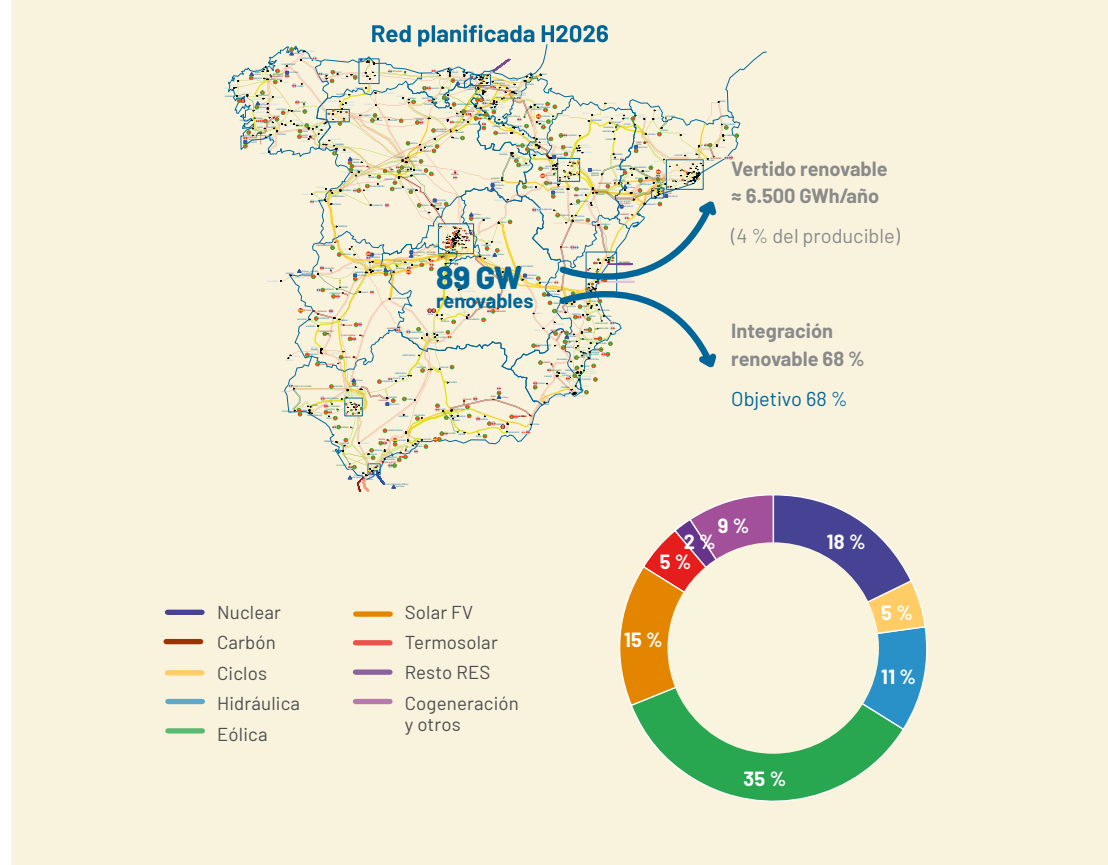 Red planificada H2026
Vertido renovable
≈ 6.500 GWh/año
(4 % del producible)
89 GW
renovables
Integración
renovable 68 %
Objetivo 68 %
9 %
18 %
2 %
5 %
5 %
15 %
11 %
35 %
Nuclear
Carbón
Ciclos
Hidráulica
Eólica
Solar FV
Termosolar
Resto RES
Cogeneración
y otros